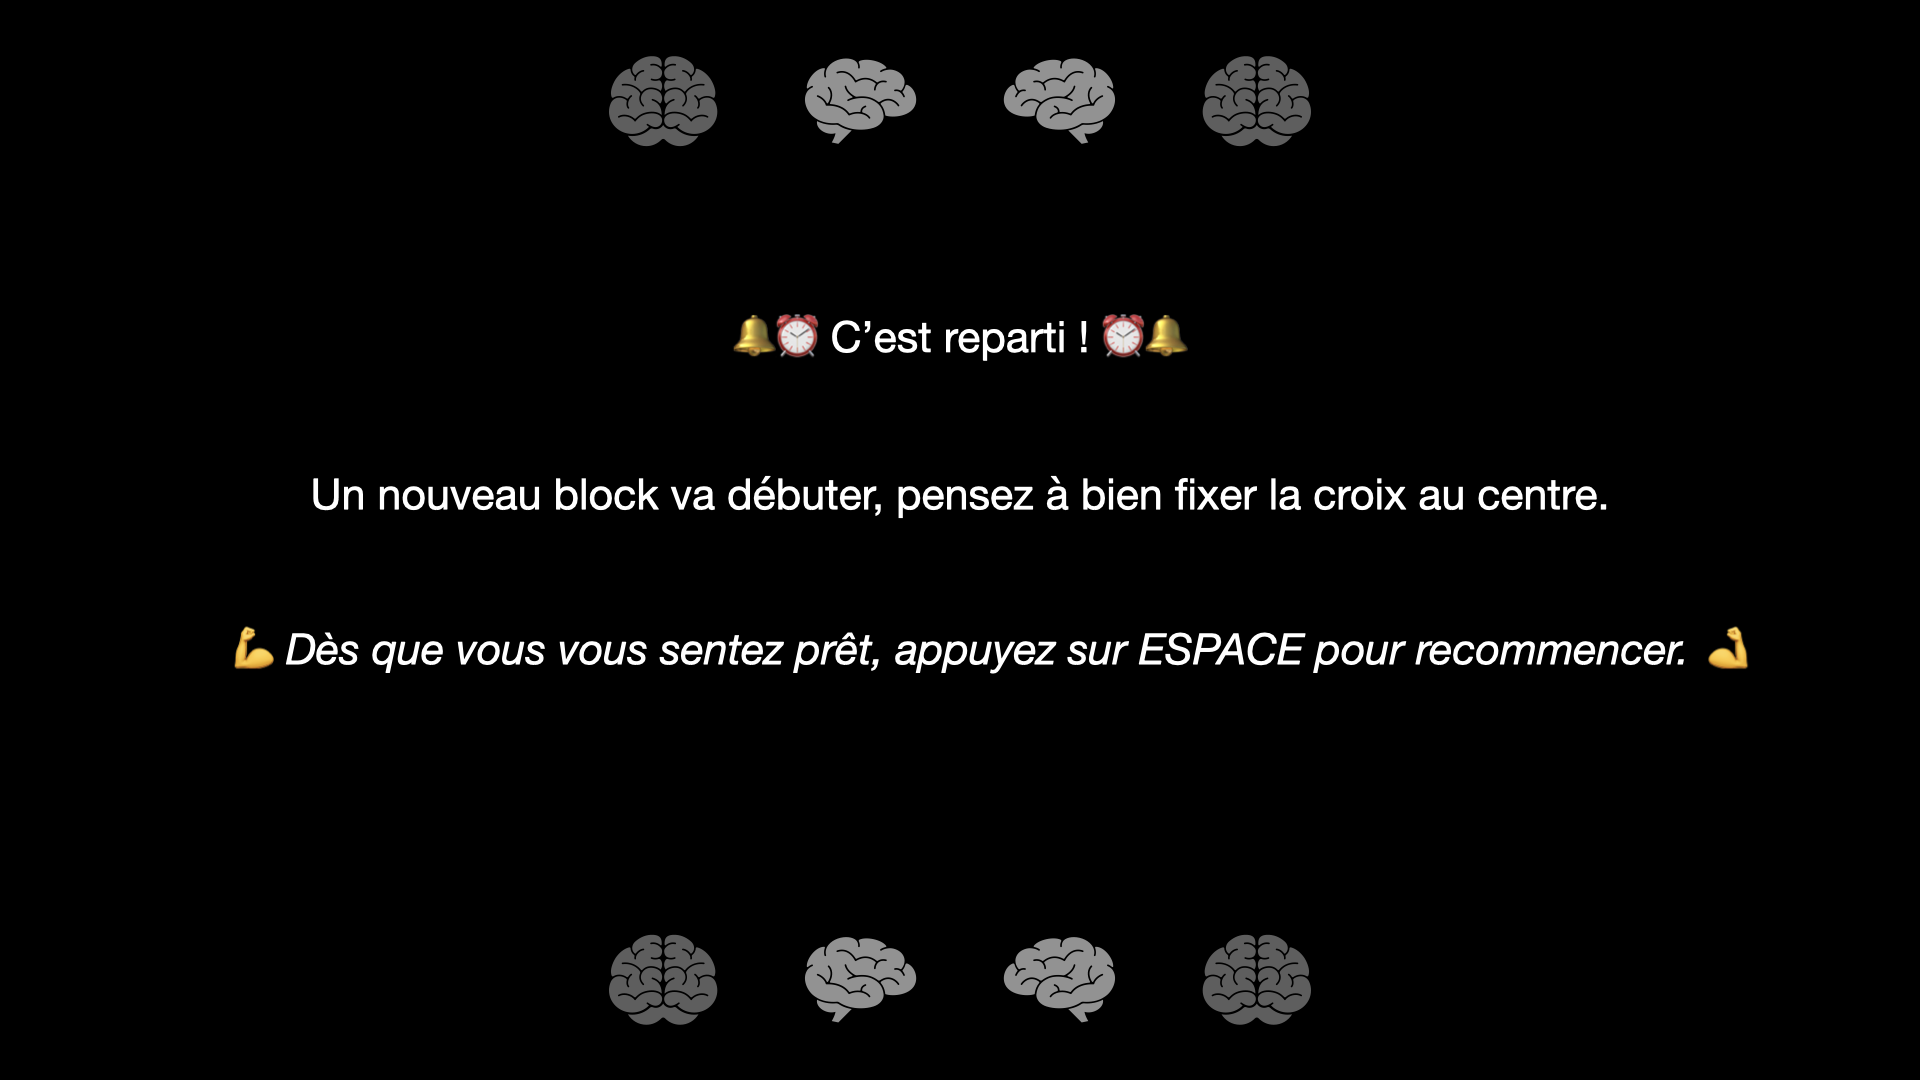 🔔⏰ C’est reparti ! ⏰🔔
Un nouveau block va débuter, pensez à bien fixer la croix au centre.
💪 Dès que vous vous sentez prêt, appuyez sur ESPACE pour recommencer. 💪